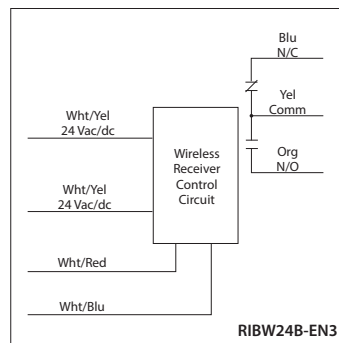 Blu
N/C
Yel
Comm
Org
N/O
Wht/Yel
24 Vac/dc
Wireless
Receiver
Control
Circuit
Wht/Yel
24 Vac/dc
Wht/Red
Wht/Blu
RIBW24B-EN3